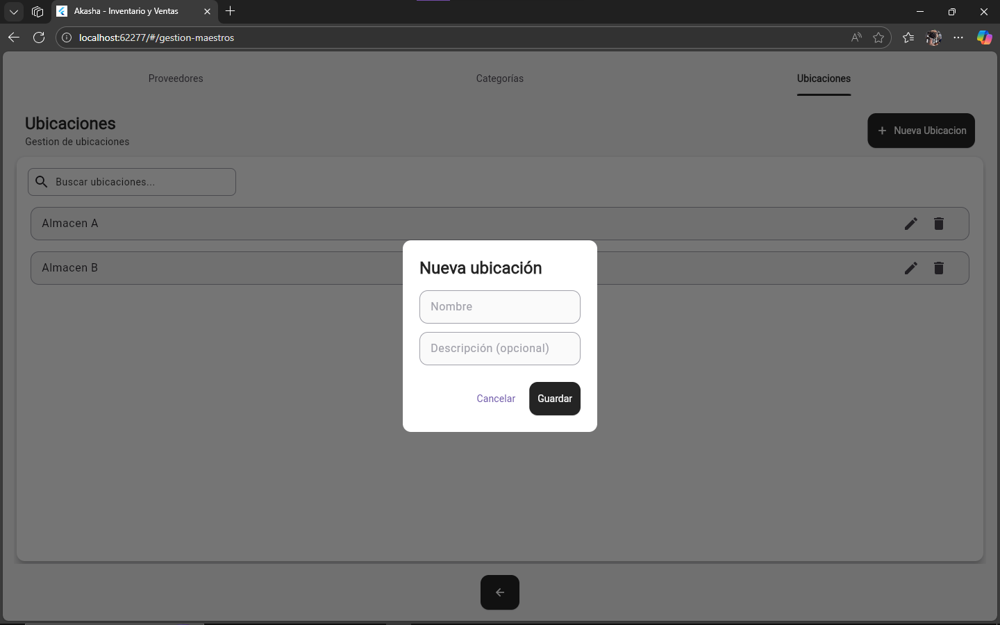 Akasha - Inventario y Ventas
localhost:62277/#/gestion-maestros
Proveedores
Categorías
Ubicaciones
Ubicaciones
Gestion de ubicaciones
Nueva Ubicacion
Buscar ubicaciones...
Almacen A
Almacen B
Nueva ubicación
Nombre
Descripción (opcional)
Cancelar
Guardar